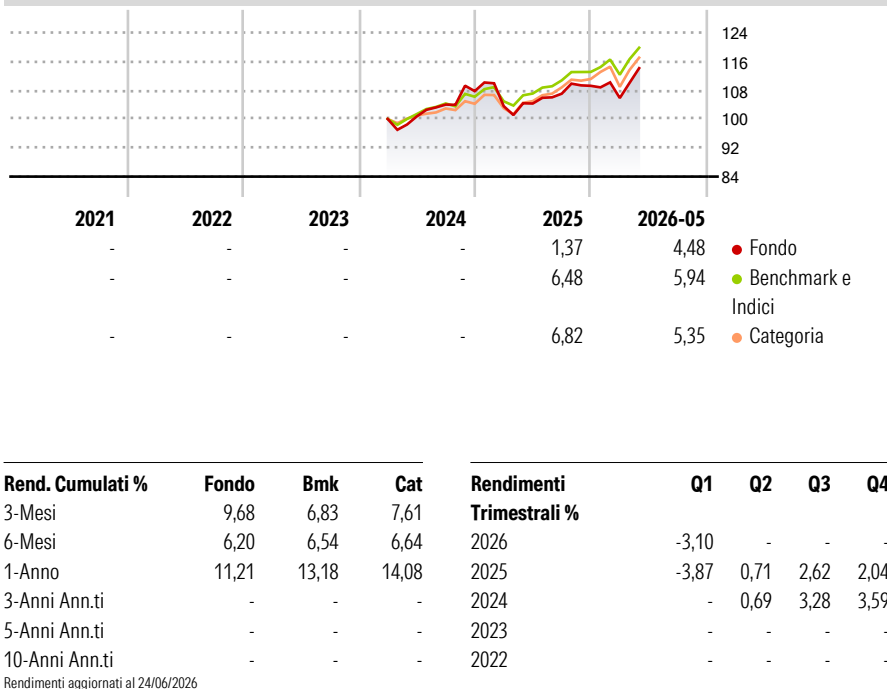 124
116
108
100
92
84
2021 2022 2023 2024 2025 2026-05
- - - - 1,37 4,48 Fondo
- - - - 6,48 5,94 Benchmark e
Indici
- - - - 6,82 5,35 Categoria
Rend. Cumulati % Fondo Bmk Cat
3-Mesi 9,68 6,83 7,61
6-Mesi 6,20 6,54 6,64
1-Anno 11,21 13,18 14,08
3-Anni Ann.ti - - -
5-Anni Ann.ti - - -
10-Anni Ann.ti - - -
Rendimenti aggiornati al 24/06/2026
Rendimenti Q1 Q2 Q3 Q4
Trimestrali %
2026 -3,10 - - -
2025 -3,87 0,71 2,62 2,04
2024 - 0,69 3,28 3,59
2023 - - - -
2022 - - - -